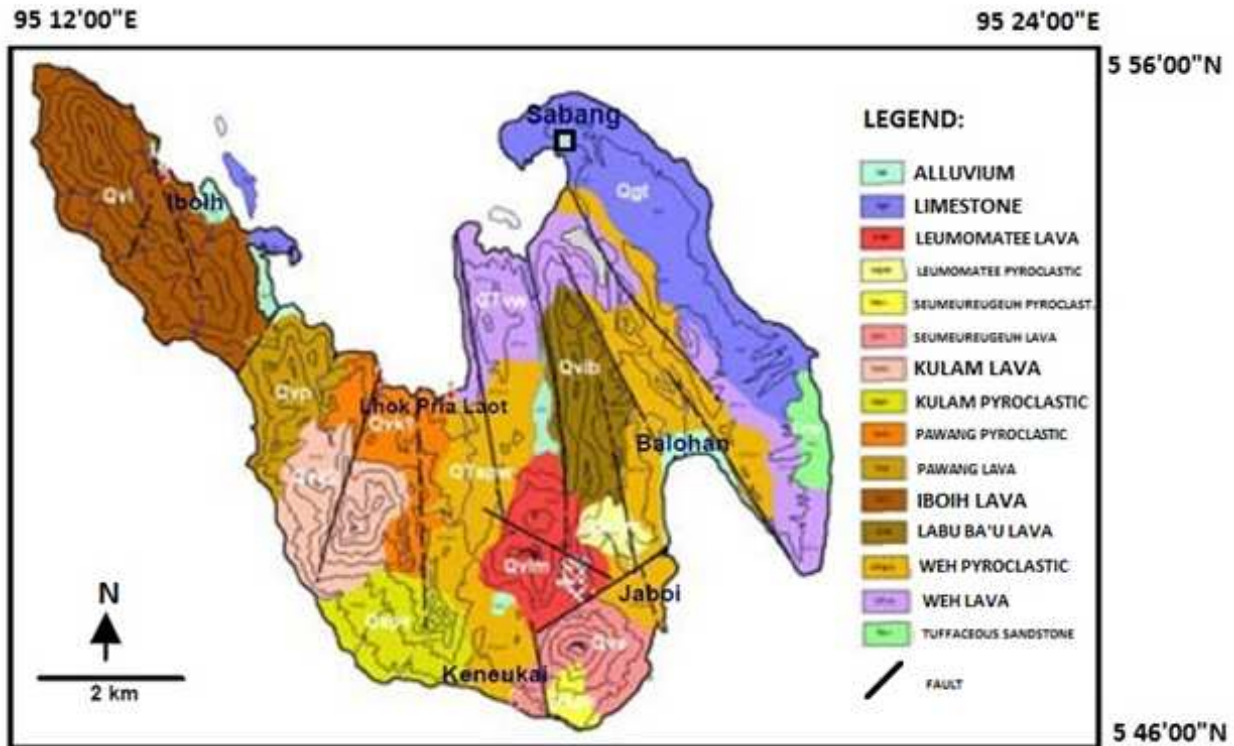 95 12'00"E
95 24'00"E
5 56'00"N
Sabang
LEGEND:
ALLUVIUM
Qgt
Qvi
Iboih
LIMESTONE
LEUMOMATEE LAVA
LEUMOMATEE PYROCLASTIC
QTvw
SEUMEUREUGEUH PYROCLAST.
SEUMEUREUGEUH LAVA
Qvlb
KULAM LAVA
Qvp
Lhok Pria Laot
KULAM PYROCLASTIC
PAWANG PYROCLASTIC
Balohan
PAWANG LAVA
IBOIH LAVA
LABU BA'U LAVA
Qvlm
WEH PYROCLASTIC
N
Jaboi
WEH LAVA
TUFFACEOUS SANDSTONE
Keneukai
2 km
FAULT
5 46'00"N